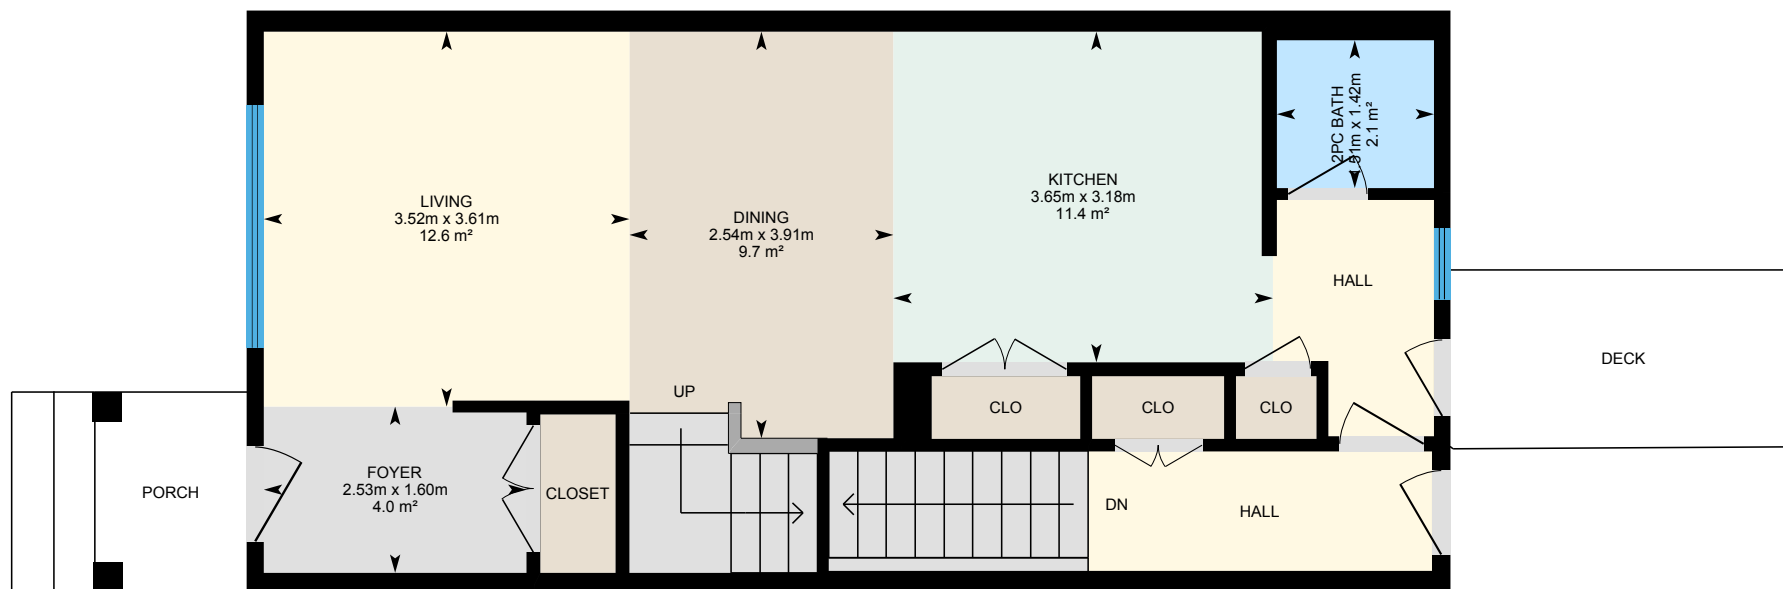 LIVING
3.52m x 3.61m
12.6 m²
DINING
2.54m x 3.91m
9.7 m²
KITCHEN
3.65m x 3.18m
11.4 m²
2PC BATH
51m x 1.42m
2.1 m²
HALL
DECK
UP
CLO
CLO
CLO
PORCH
FOYER
2.53m x 1.60m
4.0 m²
CLOSET
DN
HALL